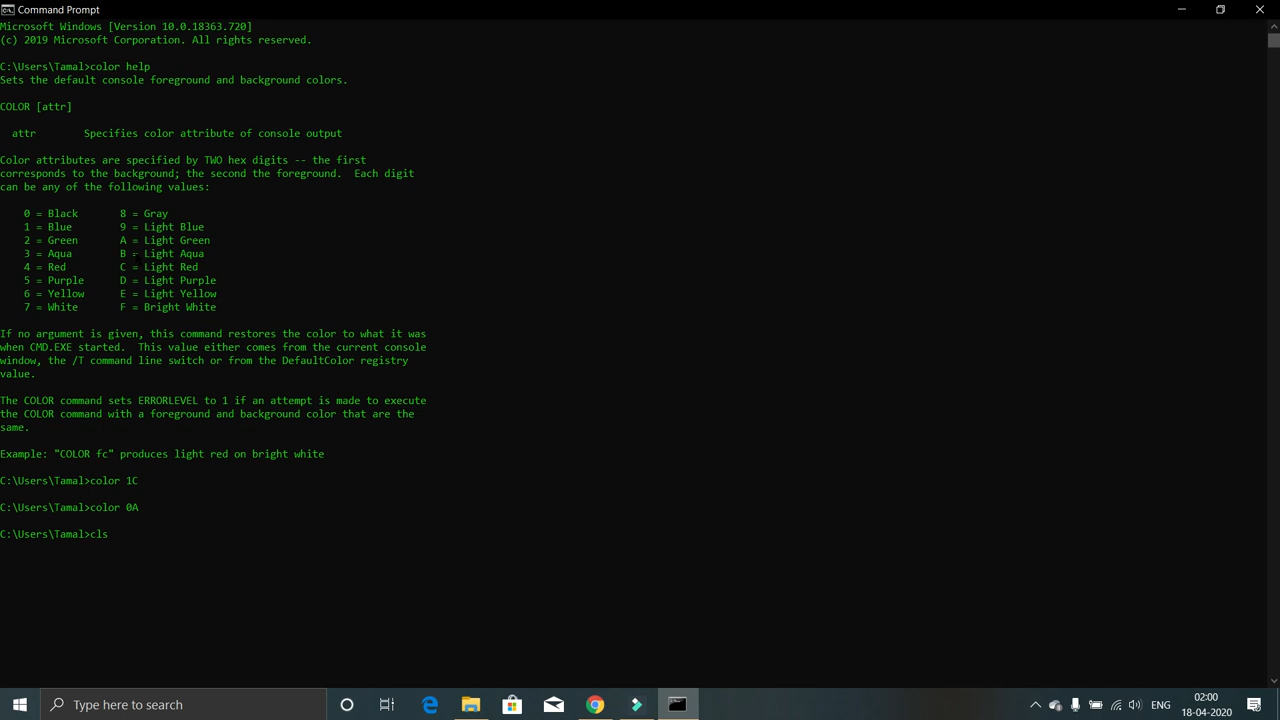 Command Prompt
Microsoft Windows [Version 10.0.18363.720]
(c) 2019 Microsoft Corporation. All rights reserved.
C:\Users\Tamal>color help
Sets the default console foreground and background colors.
COLOR [attr]
attr Specifies color attribute of console output
Color attributes are specified by TWO hex digits -- the first
corresponds to the background; the second the foreground. Each digit
can be any of the following values:
0 = Black 8 = Gray
1 = Blue 9 = Light Blue
2 = Green A = Light Green
3 = Aqua B = Light Aqua
4 = Red C = Light Red
5 = Purple D = Light Purple
6 = Yellow E = Light Yellow
7 = White F = Bright White
If no argument is given, this command restores the color to what it was
when CMD.EXE started. This value either comes from the current console
window, the /T command line switch or from the DefaultColor registry
value.
The COLOR command sets ERRORLEVEL to 1 if an attempt is made to execute
the COLOR command with a foreground and background color that are the
same.
Example: "COLOR fc" produces light red on bright white
C:\Users\Tamal>color 1C
C:\Users\Tamal>color 0A
C:\Users\Tamal>cls
Type here to search
ENG
02:00
18-04-2020